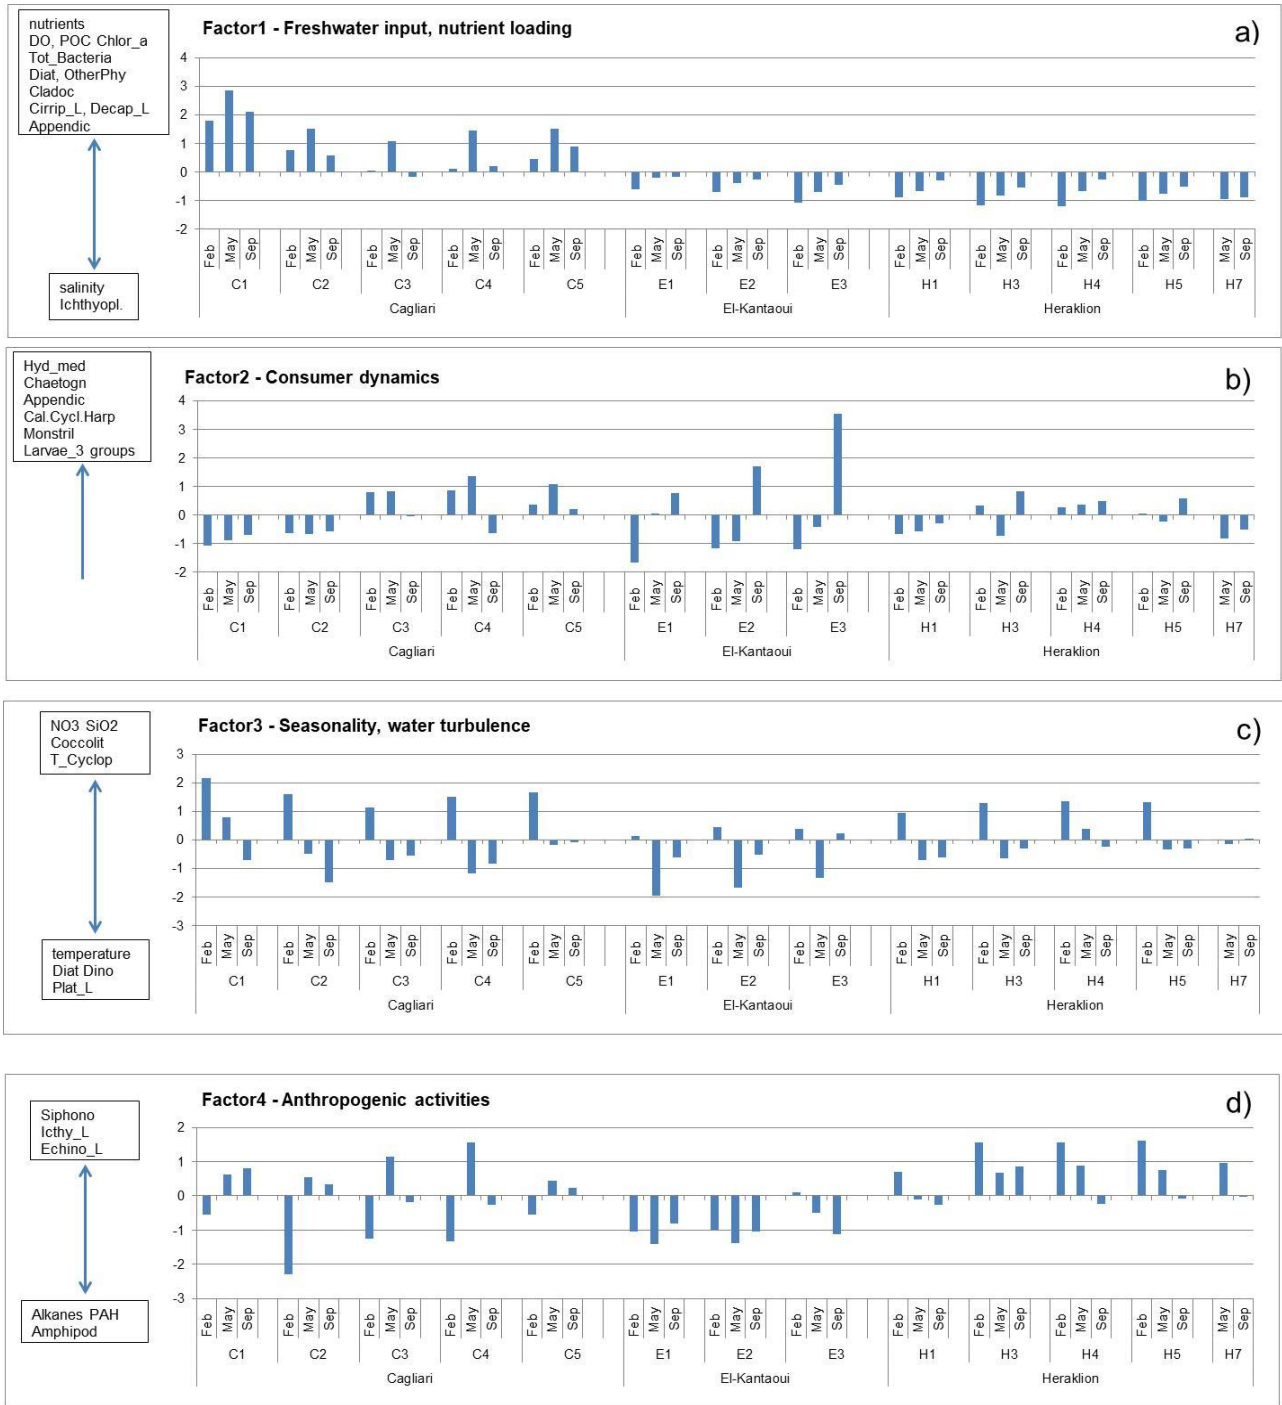 nutrients
DO, POC Chlor_a
Tot_Bacteria
Diat, OtherPhy
Cladoc
Cirrip_L, Decap_L
Appendic
salinity
Ichthyopl.
Factor1 - Freshwater input, nutrient loading
a)
4
3
2
1
0
-1
-2
Feb May Sep Feb May Sep Feb May Sep Feb May Sep Feb May Sep Feb May Sep Feb May Sep Feb May Sep Feb May Sep Feb May Sep Feb May Sep Feb May Sep May Sep
C1 C2 C3 C4 C5 E1 E2 E3 H1 H3 H4 H5 H7
Cagliari El-Kantaoui Heraklion
Hyd_med
Chaetogn
Appendic
Cal.Cycl.Harp
Monstril
Larvae_3 groups
Factor2 - Consumer dynamics
b)
4
3
2
1
0
-1
-2
Feb May Sep Feb May Sep Feb May Sep Feb May Sep Feb May Sep Feb May Sep Feb May Sep Feb May Sep Feb May Sep Feb May Sep Feb May Sep Feb May Sep May Sep
C1 C2 C3 C4 C5 E1 E2 E3 H1 H3 H4 H5 H7
Cagliari El-Kantaoui Heraklion
NO3 SiO2
Coccolit
T_Cyclop
temperature
Diat Dino
Plat_L
Factor3 - Seasonality, water turbulence
c)
3
2
1
0
-1
-2
-3
Feb May Sep Feb May Sep Feb May Sep Feb May Sep Feb May Sep Feb May Sep Feb May Sep Feb May Sep Feb May Sep Feb May Sep Feb May Sep Feb May Sep May Sep
C1 C2 C3 C4 C5 E1 E2 E3 H1 H3 H4 H5 H7
Cagliari El-Kantaoui Heraklion
Siphono
Icthy_L
Echino_L
Alkanes PAH
Amphipod
Factor4 - Anthropogenic activities
d)
2
1
0
-1
-2
-3
Feb May Sep Feb May Sep Feb May Sep Feb May Sep Feb May Sep Feb May Sep Feb May Sep Feb May Sep Feb May Sep Feb May Sep Feb May Sep Feb May Sep May Sep
C1 C2 C3 C4 C5 E1 E2 E3 H1 H3 H4 H5 H7
Cagliari El-Kantaoui Heraklion